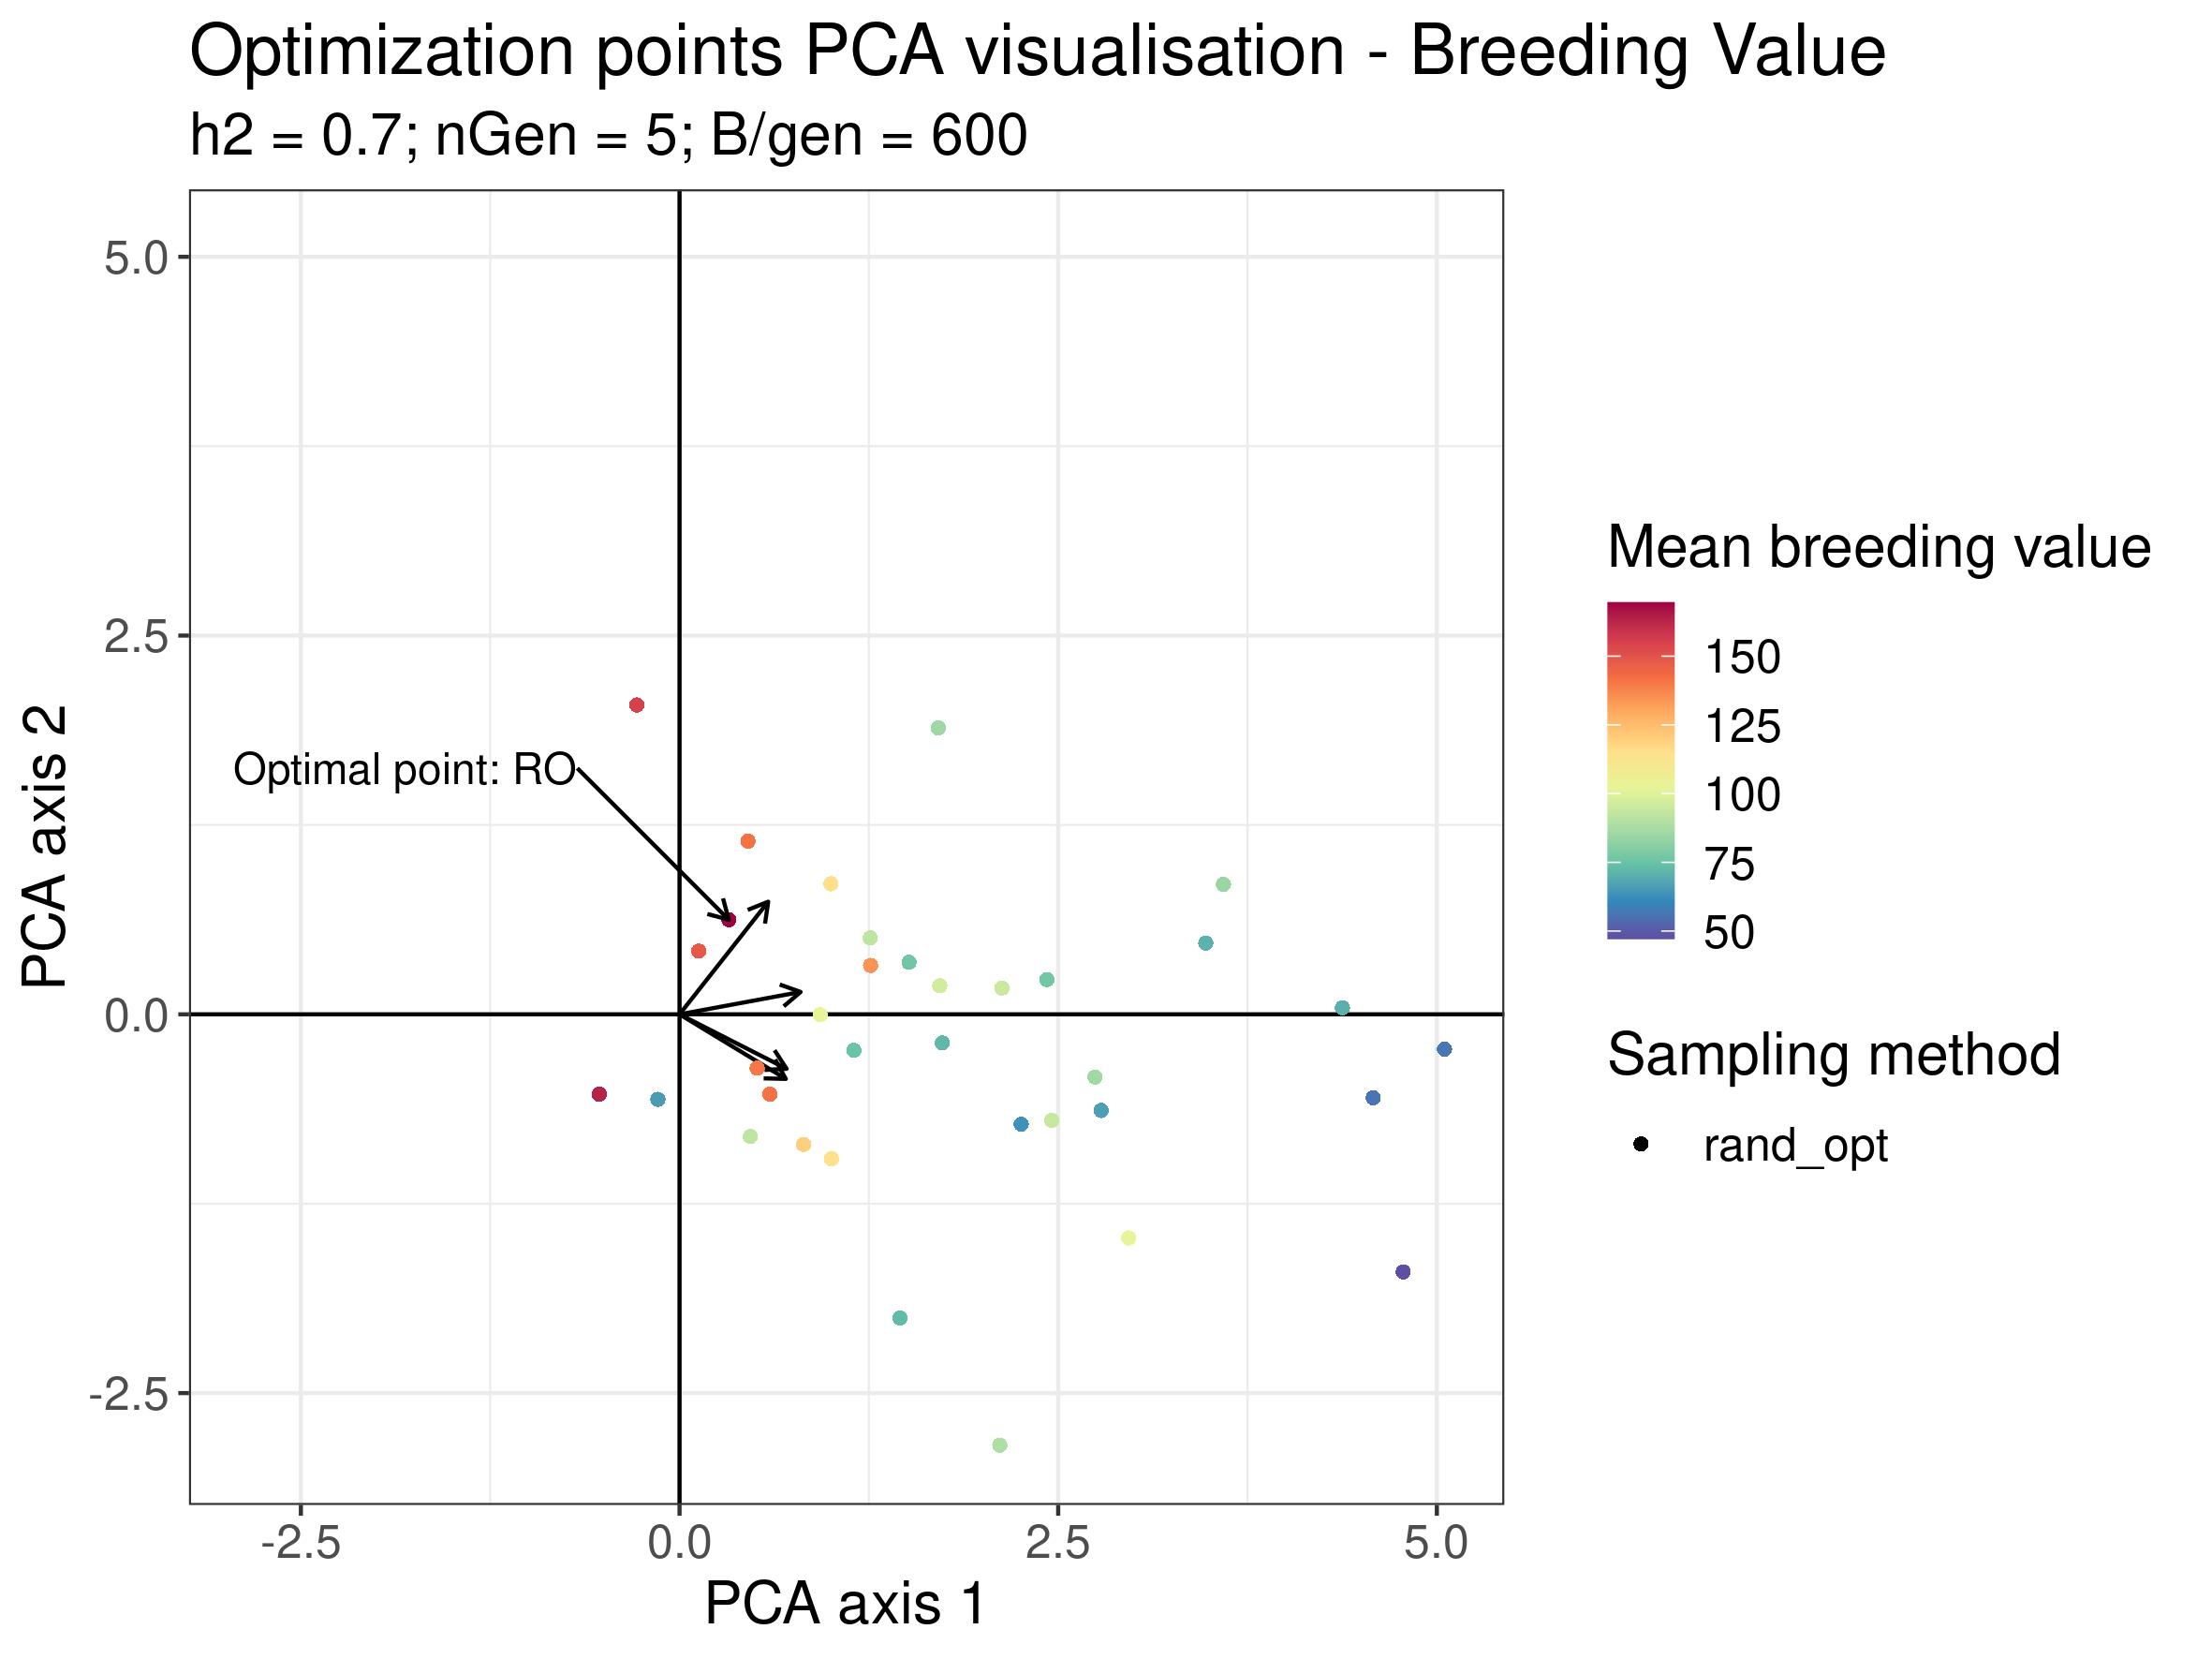 Optimization points PCA visualisation - Breeding Value
h2 = 0.7; nGen = 5; B/gen = 600
5.0
2.5
0.0
-2.5
PCA axis 2
Optimal point: RO
-2.5
0.0
2.5
5.0
PCA axis 1
Mean breeding value
150
125
100
75
50
Sampling method
rand_opt